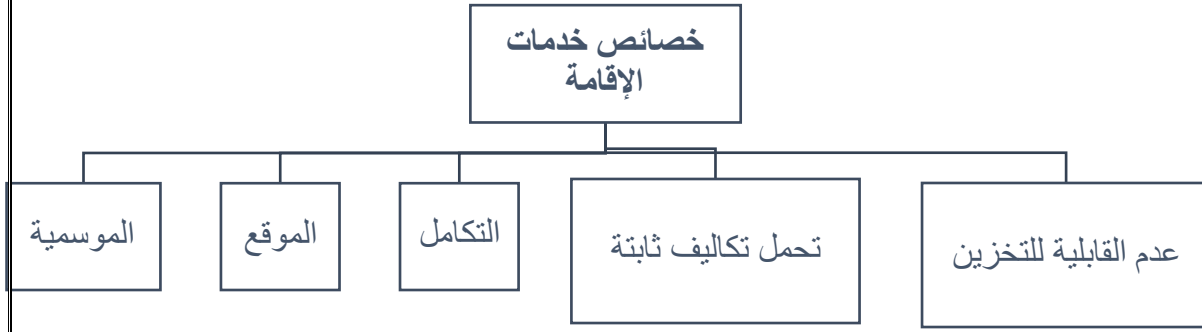 خصائص خدمات
الإقامة
عدم القابلية للتخزين
تحمل تكاليف ثابتة
التكامل
الموقع
الموسمية